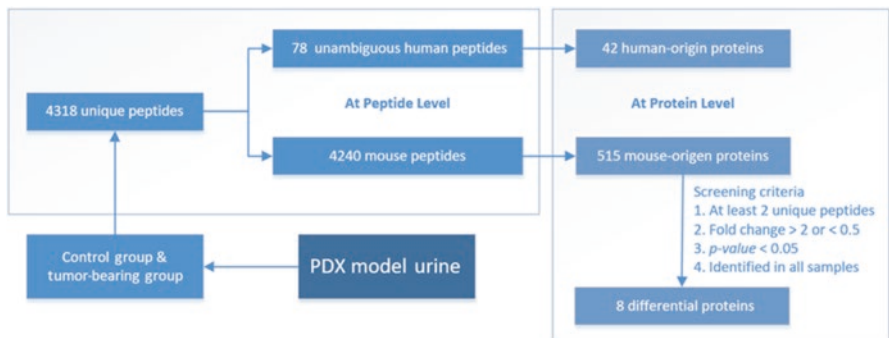 78 unambiguous human peptides
42 human-origin proteins
4318 unique peptides
At Peptide Level
At Protein Level
4240 mouse peptides
515 mouse-origen proteins
Screening criteria
1. At least 2 unique peptides
2. Fold change > 2 or < 0.5
3. p-value < 0.05
4. Identified in all samples
Control group &
tumor-bearing group
PDX model urine
8 differential proteins